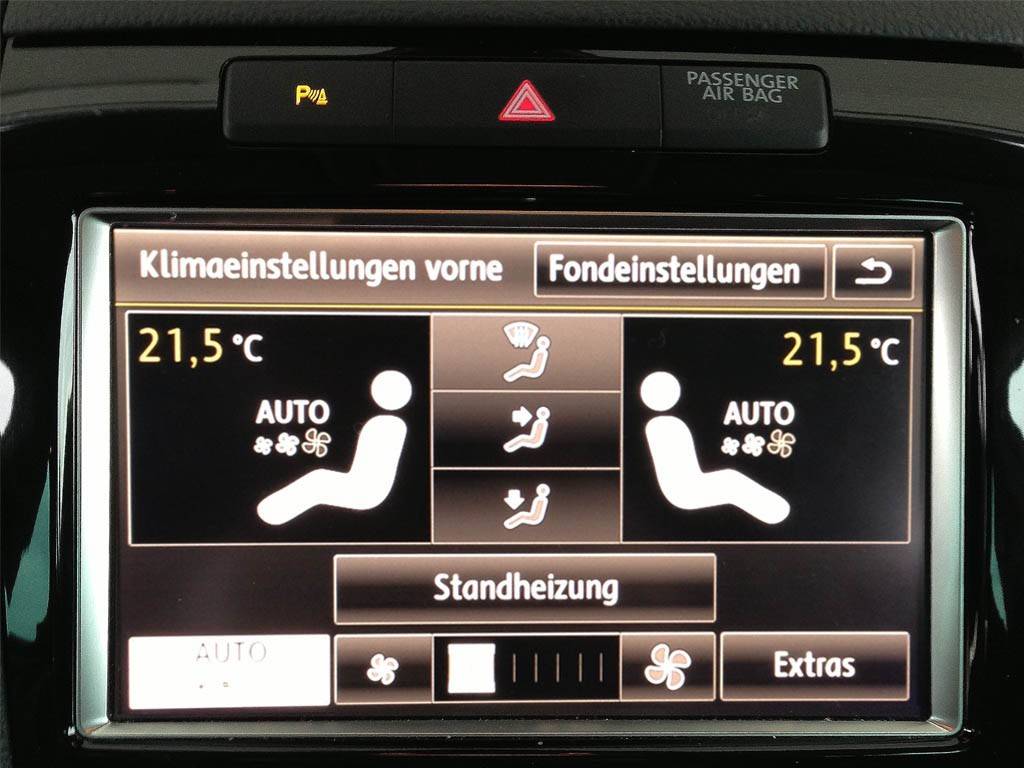 P
PASSENGER
AIR BAG
Klimaeinstellungen vorne
Fondeinstellungen
21,5 °C
21,5 °C
AUTO
AUTO
Standheizung
AUTO
Extras